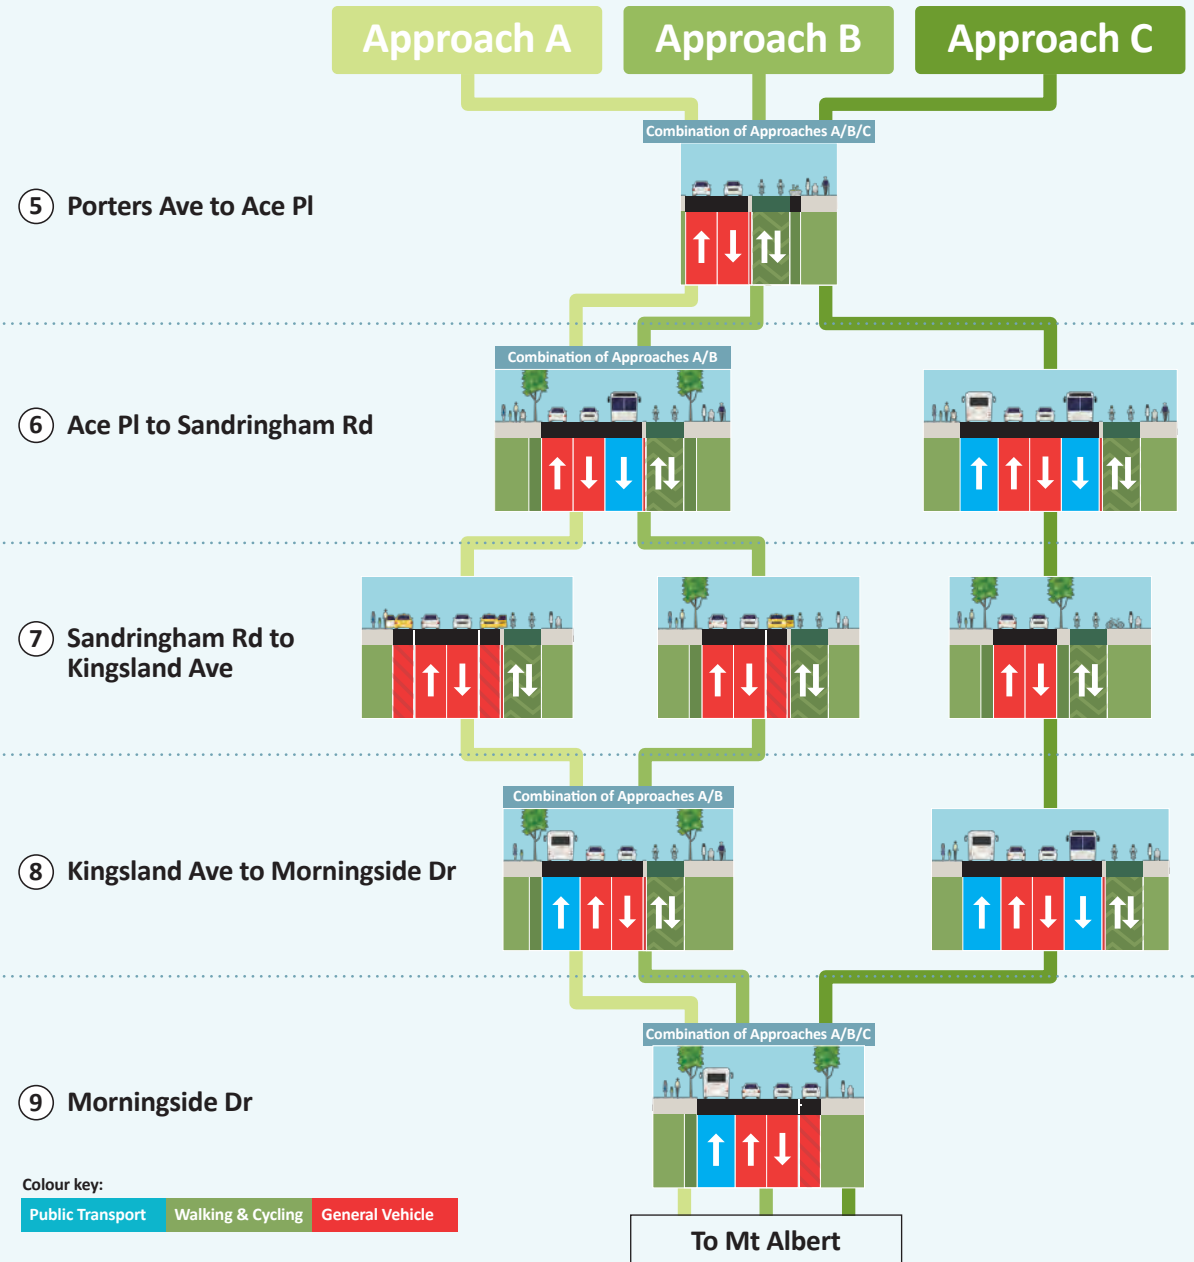 Approach A
Approach B
Approach C
Combination of Approaches A/B/C
5 Porters Ave to Ace Pl
Combination of Approaches A/B
6 Ace Pl to Sandringham Rd
7 Sandringham Rd to
Kingsland Ave
Combination of Approaches A/B
8 Kingsland Ave to Morningside Dr
Combination of Approaches A/B/C
9 Morningside Dr
Colour key:
Public Transport
Walking & Cycling
General Vehicle
To Mt Albert